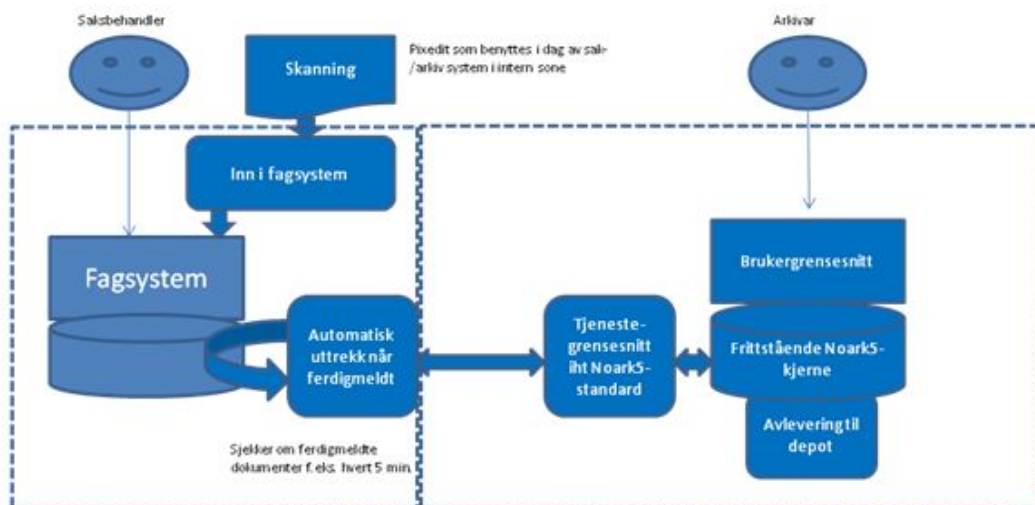 Saksbehandler
Arkivar
Skanning
Pixedit som benyttes i dag av sak-
/arkiv system i intern sone
Inn i fagsystem
Fagsystem
Brukergrensesnitt
Automatisk
uttrekk når
ferdigmeldt
Tjeneste-
grensesnitt
iht Noark5-
standard
Frittstående Noark5-
kjerne
Avlevering til
depot
Sjekker om ferdigmeldte
dokumenter f. eks. hvert 5 min.